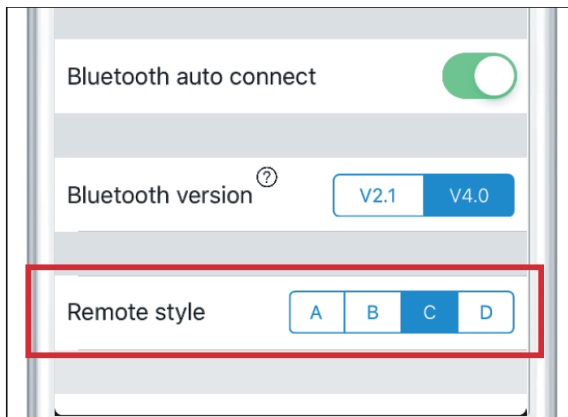 Bluetooth auto connect
Bluetooth version ? V2.1 V4.0
Remote style A B C D